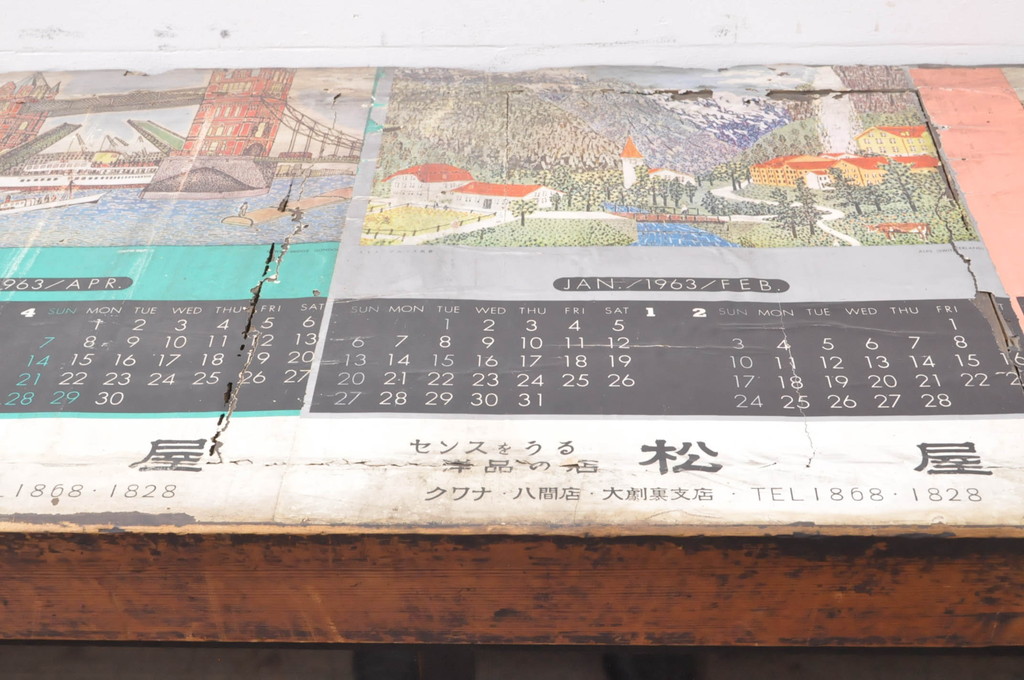 963/APR.
4 SUN MON TUE WED THU FRI SAT
1 2 3 4 5 6
7 8 9 10 11 12 13
14 15 16 17 18 19 20
21 22 23 24 25 26 27
28 29 30
屋
L1868・1828
JAN./1963/FEB.
SUN MON TUE WED THU FRI SAT 1
1 2 3 4 5
6 7 8 9 10 11 12
13 14 15 16 17 18 19
20 21 22 23 24 25 26
27 28 29 30 31
2 SUN MON TUE WED THU FRI
1
3 4 5 6 7 8
10 11 12 13 14 15 16
17 18 19 20 21 22
24 25 26 27 28
センスをうる
洋品の店
松屋
クワナ・八間店・大劇裏支店・TEL1868・1828